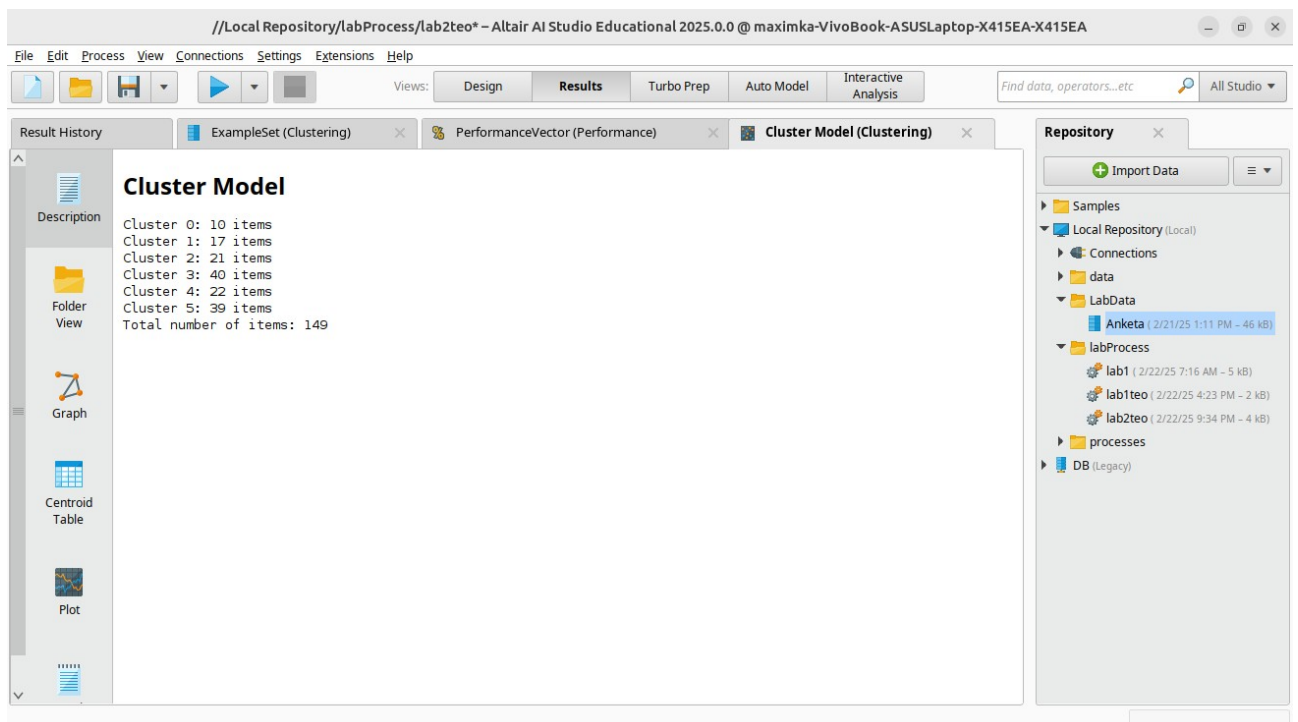 //Local Repository/labProcess/lab2teo* – Altair AI Studio Educational 2025.0.0 @ maximka-VivoBook-ASUSLaptop-X415EA-X415EA
File Edit Process View Connections Settings Extensions Help
Views: Design Results Turbo Prep Auto Model Interactive Analysis Find data, operators...etc All Studio
Result History ExampleSet (Clustering) PerformanceVector (Performance) Cluster Model (Clustering) Repository
Import Data
Description
Folder View
Graph
Centroid Table
Plot
Cluster Model
Cluster 0: 10 items
Cluster 1: 17 items
Cluster 2: 21 items
Cluster 3: 40 items
Cluster 4: 22 items
Cluster 5: 39 items
Total number of items: 149
Samples
Local Repository (Local)
Connections
data
LabData
Anketa ( 2/21/25 1:11 PM – 46 kB)
labProcess
lab1 ( 2/22/25 7:16 AM – 5 kB)
lab1teo ( 2/22/25 4:23 PM – 2 kB)
lab2teo ( 2/22/25 9:34 PM – 4 kB)
processes
DB (Legacy)